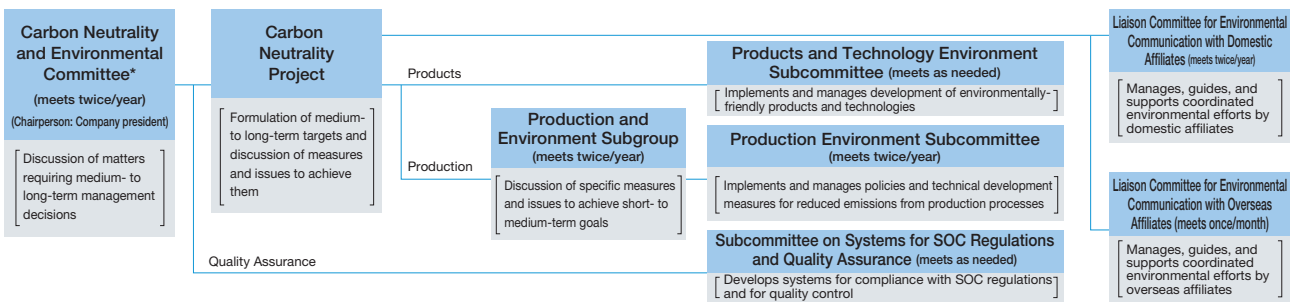 Carbon Neutrality
and Environmental
Committee*
(meets twice/year)
(Chairperson: Company president)
Discussion of matters
requiring medium- to
long-term management
decisions
Carbon
Neutrality
Project
Formulation of medium-
to long-term targets and
discussion of measures
and issues to achieve
them
Products
Production
Quality Assurance
Production and
Environment Subgroup
(meets twice/year)
Discussion of specific measures
and issues to achieve short- to
medium-term goals
Products and Technology Environment
Subcommittee (meets as needed)
Implements and manages development of environmentally-
friendly products and technologies
Production Environment Subcommittee
(meets twice/year)
Implements and manages policies and technical development
measures for reduced emissions from production processes
Subcommittee on Systems for SOC Regulations
and Quality Assurance (meets as needed)
Develops systems for compliance with SOC regulations
and for quality control
Liaison Committee for Environmental
Communication with Domestic
Affiliates (meets twice/year)
Manages, guides, and
supports coordinated
environmental efforts by
domestic affiliates
Liaison Committee for Environmental
Communication with Overseas
Affiliates (meets once/month)
Manages, guides, and
supports coordinated
environmental efforts by
overseas affiliates